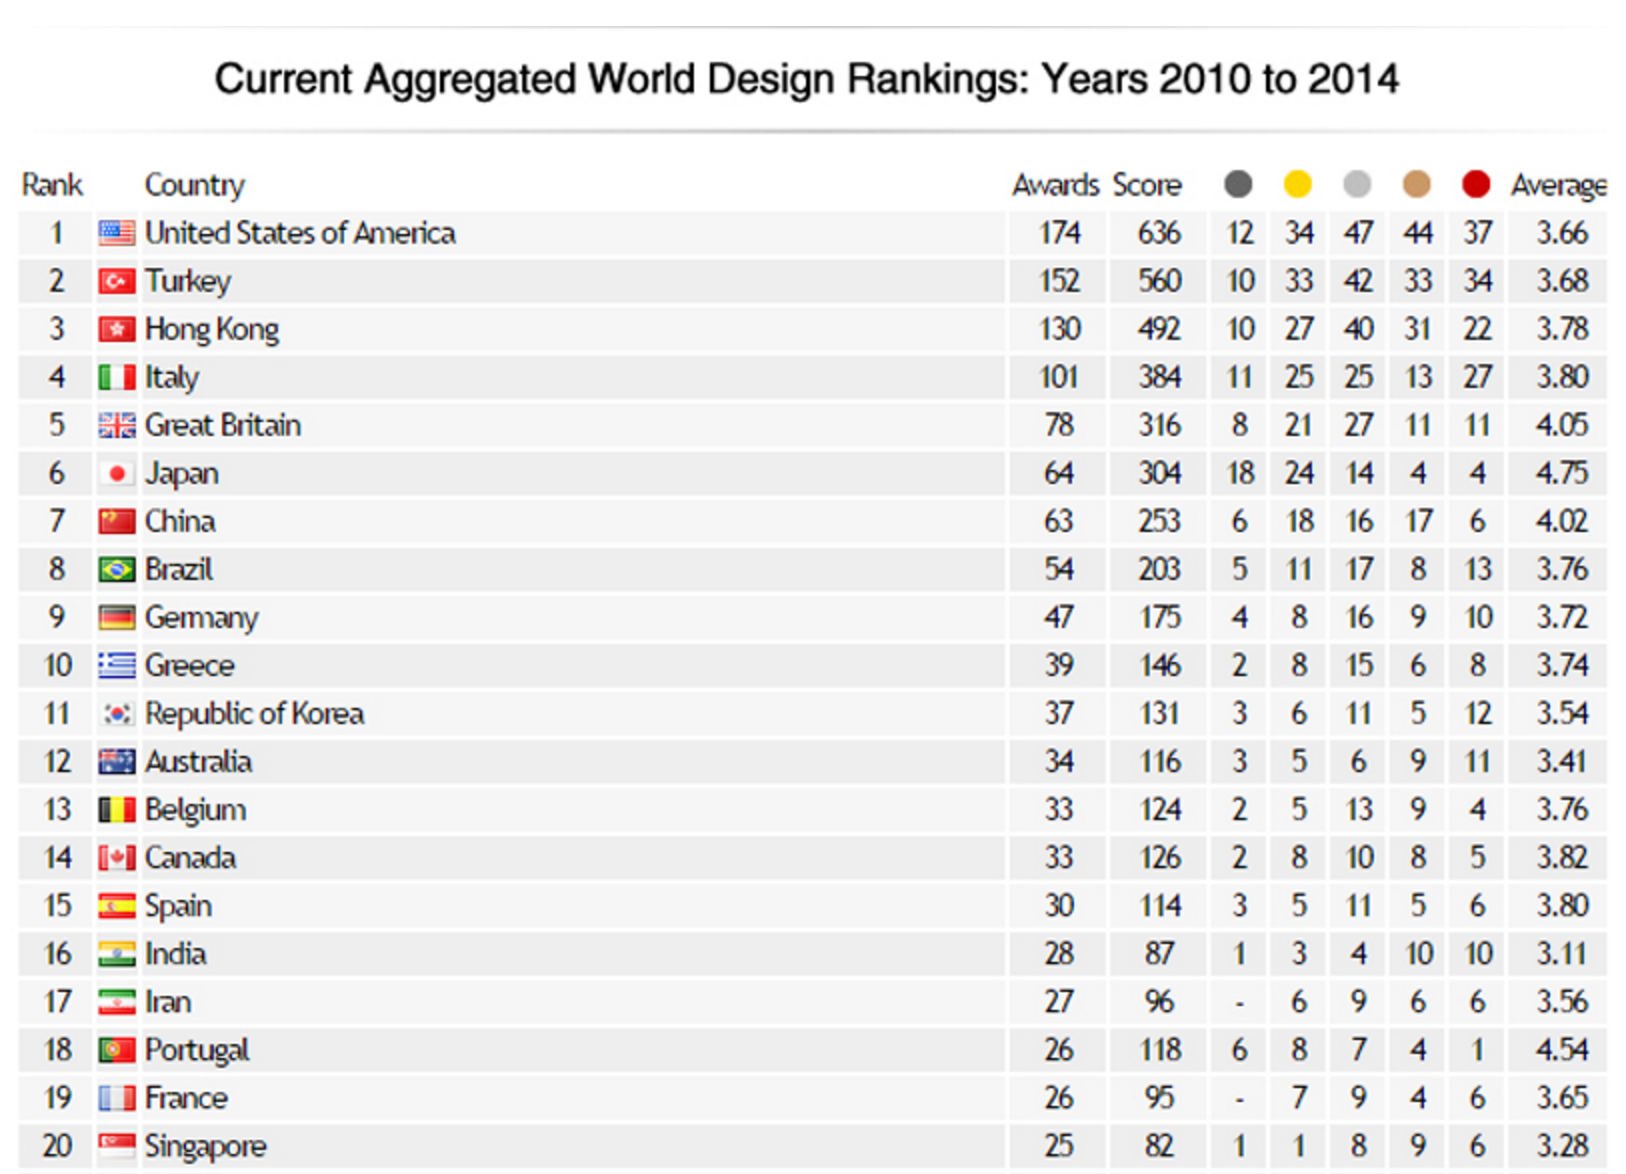 Current Aggregated World Design Rankings: Years 2010 to 2014
Rank Country Awards Score Average
1 United States of America 174 636 12 34 47 44 37 3.66
2 Turkey 152 560 10 33 42 33 34 3.68
3 Hong Kong 130 492 10 27 40 31 22 3.78
4 Italy 101 384 11 25 25 13 27 3.80
5 Great Britain 78 316 8 21 27 11 11 4.05
6 Japan 64 304 18 24 14 4 4 4.75
7 China 63 253 6 18 16 17 6 4.02
8 Brazil 54 203 5 11 17 8 13 3.76
9 Germany 47 175 4 8 16 9 10 3.72
10 Greece 39 146 2 8 15 6 8 3.74
11 Republic of Korea 37 131 3 6 11 5 12 3.54
12 Australia 34 116 3 5 6 9 11 3.41
13 Belgium 33 124 2 5 13 9 4 3.76
14 Canada 33 126 2 8 10 8 5 3.82
15 Spain 30 114 3 5 11 5 6 3.80
16 India 28 87 1 3 4 10 10 3.11
17 Iran 27 96 - 6 9 6 6 3.56
18 Portugal 26 118 6 8 7 4 1 4.54
19 France 26 95 - 7 9 4 6 3.65
20 Singapore 25 82 1 1 8 9 6 3.28